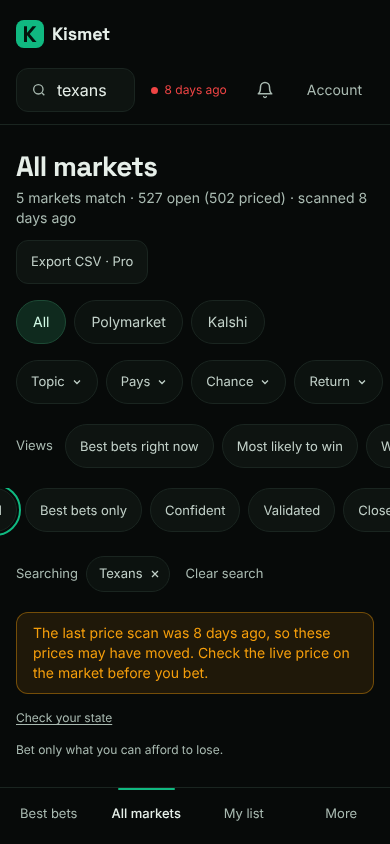 Kismet
texans
8 days ago
Account
All markets
5 markets match · 527 open (502 priced) · scanned 8
days ago
Export CSV · Pro
All
Polymarket
Kalshi
Topic
Pays
Chance
Return
Views
Best bets right now
Most likely to win
Best bets only
Confident
Validated
Close
Searching
Texans ×
Clear search
The last price scan was 8 days ago, so these
prices may have moved. Check the live price on
the market before you bet.
Check your state
Bet only what you can afford to lose.
Best bets
All markets
My list
More